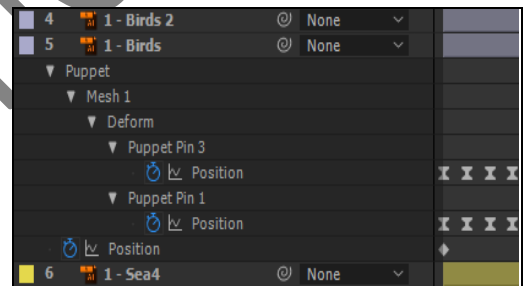 4 1 - Birds 2 None
5 1 - Birds None
Puppet
Mesh 1
Deform
Puppet Pin 3
Position
Puppet Pin 1
Position
Position
6 1 - Sea4 None